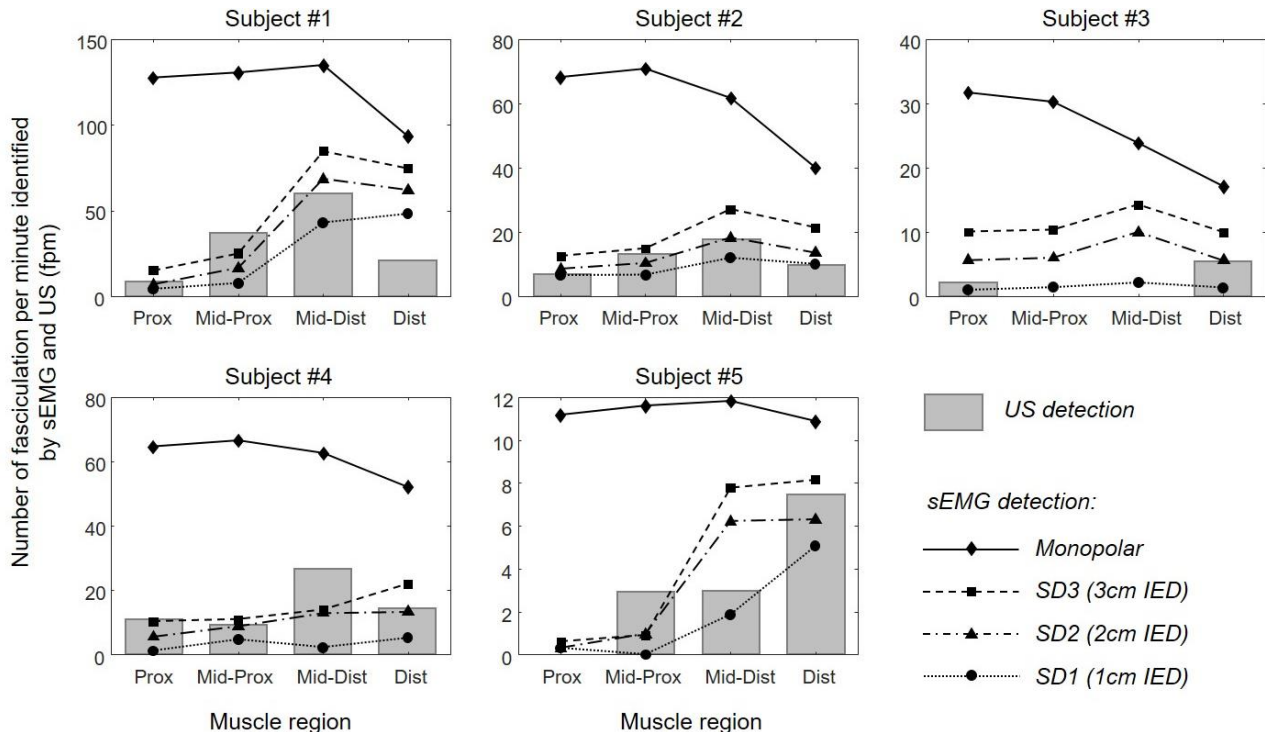 Number of fasciculation per minute identified
by sEMG and US (fpm)
Subject #1
150
100
50
0
Prox Mid-Prox Mid-Dist Dist
Subject #2
80
60
40
20
0
Prox Mid-Prox Mid-Dist Dist
Subject #3
40
30
20
10
0
Prox Mid-Prox Mid-Dist Dist
Subject #4
80
60
40
20
0
Prox Mid-Prox Mid-Dist Dist
Muscle region
Subject #5
12
10
8
6
4
2
0
Prox Mid-Prox Mid-Dist Dist
Muscle region
US detection
sEMG detection:
Monopolar
SD3 (3cm IED)
SD2 (2cm IED)
SD1 (1cm IED)